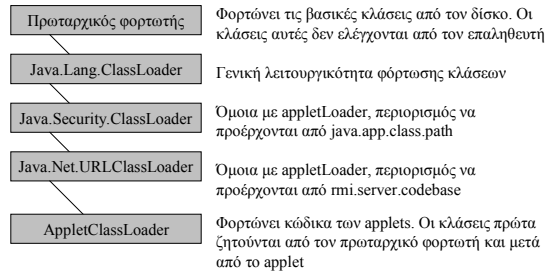 Πρωταρχικός φορτωτής
Φορτώνει τις βασικές κλάσεις από τον δίσκο. Οι
κλάσεις αυτές δεν ελέγχονται από τον επαληθευτή
Java.Lang.ClassLoader
Γενική λειτουργικότητα φόρτωσης κλάσεων
Java.Security.ClassLoader
Όμοια με appletLoader, περιορισμός να
προέρχονται από java.app.class.path
Java.Net.URLClassLoader
Όμοια με appletLoader, περιορισμός να
προέρχονται από rmi.server.codebase
AppletClassLoader
Φορτώνει κώδικα των applets. Οι κλάσεις πρώτα
ζητούνται από τον πρωταρχικό φορτωτή και μετά
από το applet